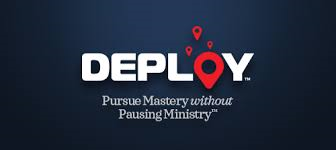 DEPLOY™
Pursue Mastery without
Pausing Ministry™